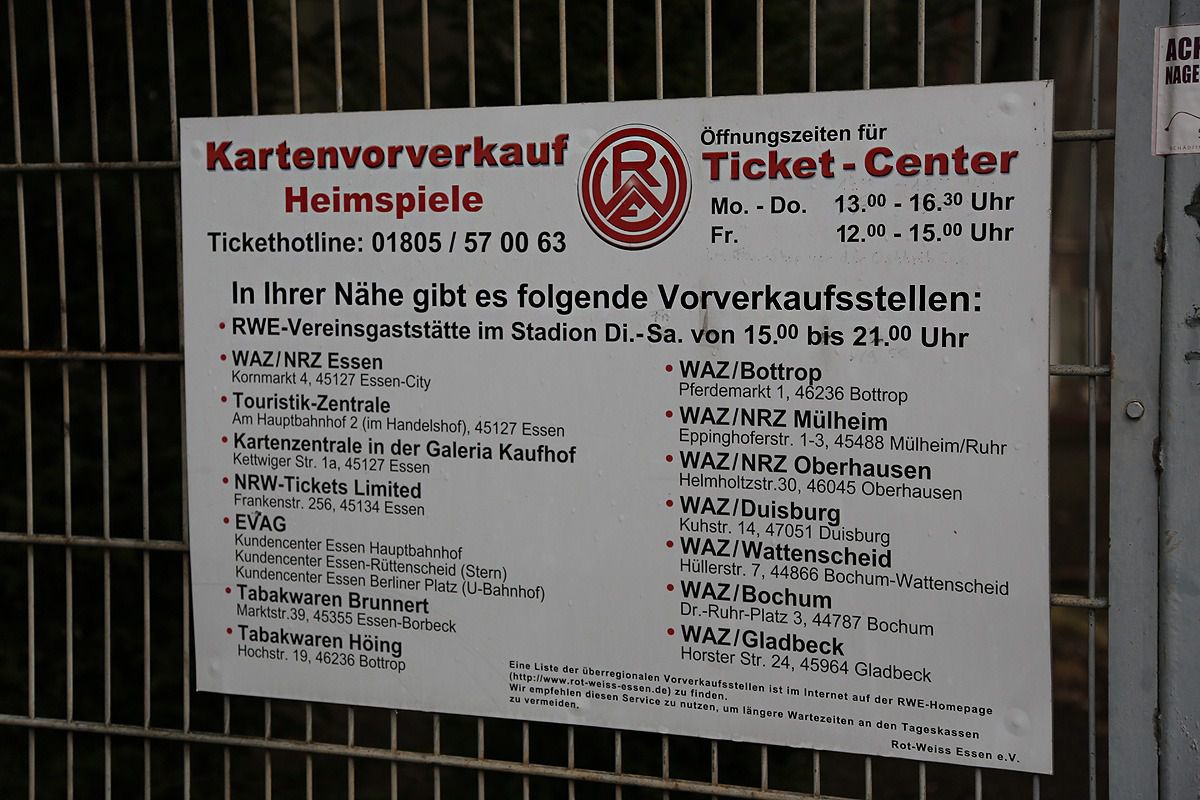 Kartenvorverkauf
Heimspiele
Tickethotline: 01805 / 57 00 63
RWE
Öffnungszeiten für
Ticket-Center
Mo. - Do. 13.00 - 16.30 Uhr
Fr. 12.00 - 15.00 Uhr
In Ihrer Nähe gibt es folgende Vorverkaufsstellen:
• RWE-Vereinsgaststätte im Stadion Di.-Sa. von 15.00 bis 21.00 Uhr
• WAZ/NRZ Essen
Kornmarkt 4, 45127 Essen-City
• Touristik-Zentrale
Am Hauptbahnhof 2 (im Handelshof), 45127 Essen
• Kartenzentrale in der Galeria Kaufhof
Kettwiger Str. 1a, 45127 Essen
• NRW-Tickets Limited
Frankenstr. 256, 45134 Essen
• EVAG
Kundencenter Essen Hauptbahnhof
Kundencenter Essen-Rüttenscheid (Stern)
Kundencenter Essen Berliner Platz (U-Bahnhof)
• Tabakwaren Brunnert
Marktstr.39, 45355 Essen-Borbeck
• Tabakwaren Höing
Hochstr. 19, 46236 Bottrop
• WAZ/Bottrop
Pferdemarkt 1, 46236 Bottrop
• WAZ/NRZ Mülheim
Eppinghoferstr. 1-3, 45488 Mülheim/Ruhr
• WAZ/NRZ Oberhausen
Helmholtzstr.30, 46045 Oberhausen
• WAZ/Duisburg
Kuhstr. 14, 47051 Duisburg
• WAZ/Wattenscheid
Hüllerstr. 7, 44866 Bochum-Wattenscheid
• WAZ/Bochum
Dr.-Ruhr-Platz 3, 44787 Bochum
• WAZ/Gladbeck
Horster Str. 24, 45964 Gladbeck
Eine Liste der überregionalen Vorverkaufsstellen ist im Internet auf der RWE-Homepage
(http://www.rot-weiss-essen.de) zu finden.
Wir empfehlen diesen Service zu nutzen, um längere Wartezeiten an den Tageskassen
zu vermeiden.
Rot-Weiss Essen e.V.
ACH
NAGE